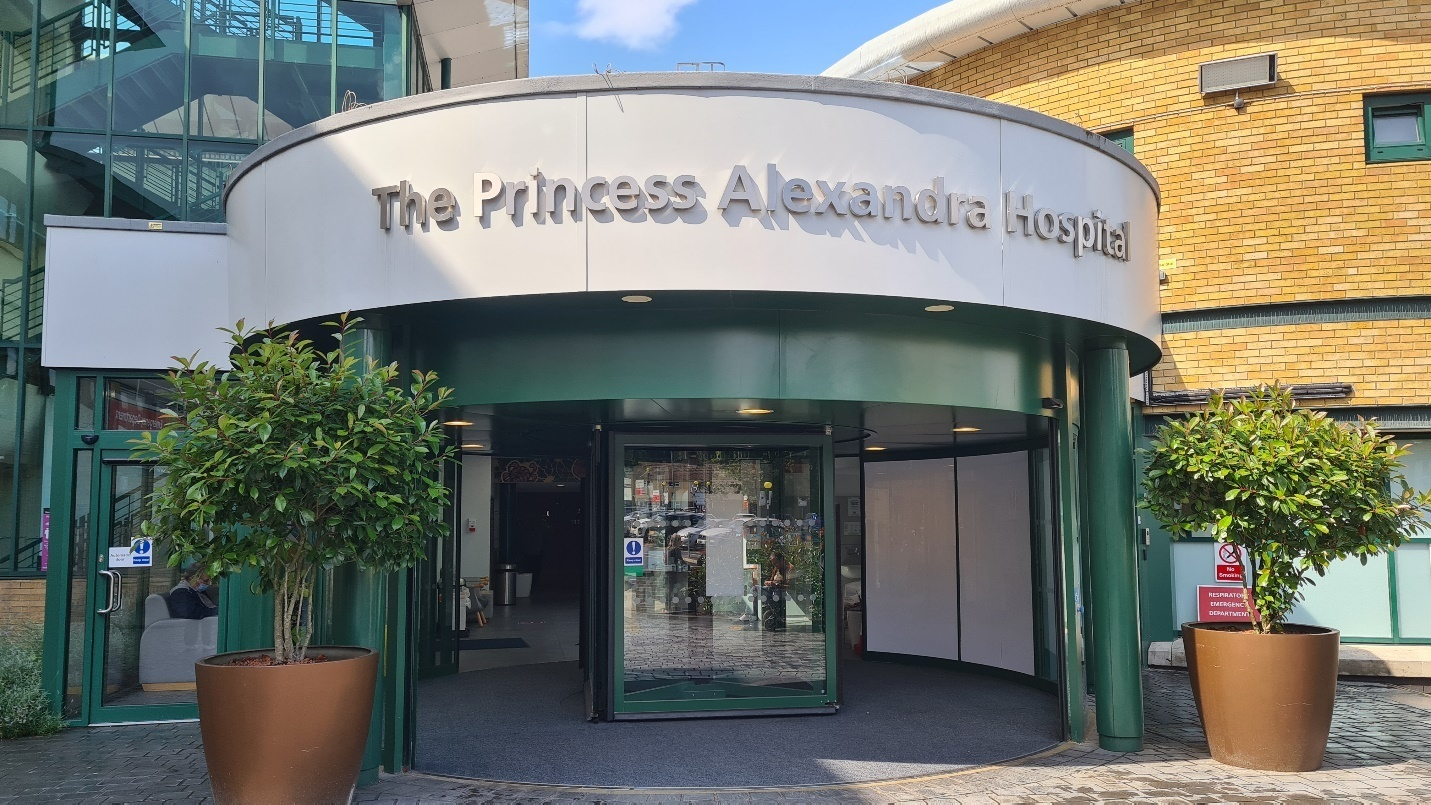 The Princess Alexandra Hospital
No
Smoking
RESPIRATORY
EMERGENCY
DEPARTMENT